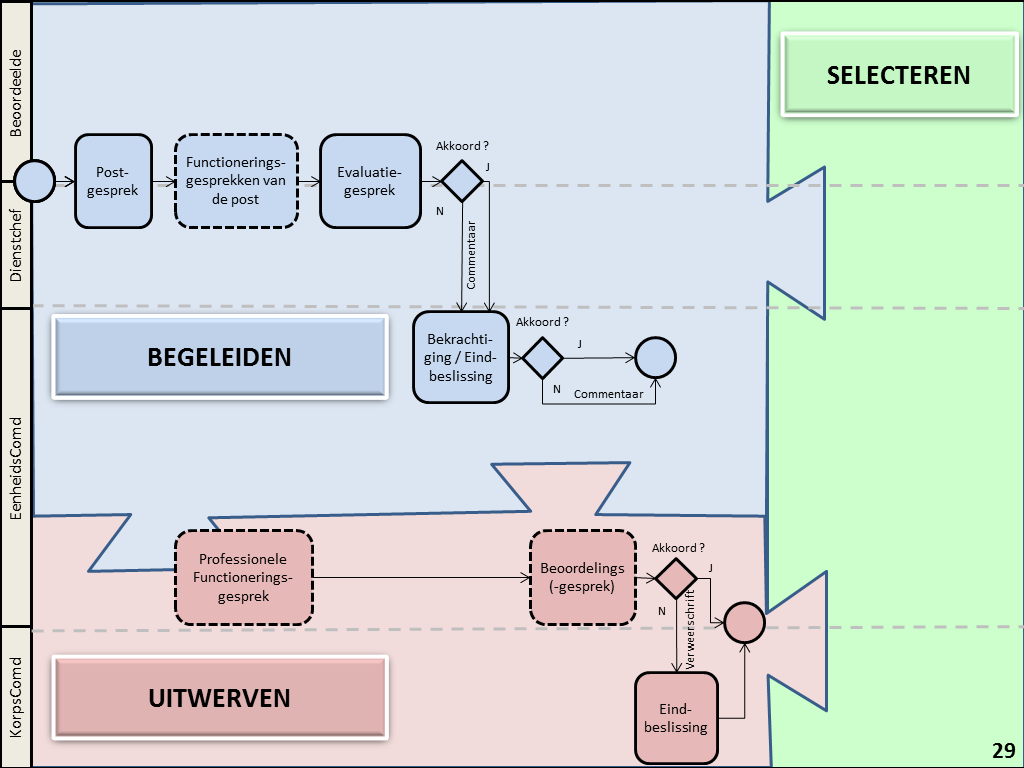 Beoordeelde
Dienstchef
EenheidsComd
KorpsComd
SELECTEREN
Post-
gesprek
Functionerings-
gesprekken van
de post
Evaluatie-
gesprek
Akkoord ?
J
N
Commentaar
BEGELEIDEN
Bekrachti-
ging / Eind-
beslissing
Akkoord ?
J
N
Commentaar
Professionele
Functionerings-
gesprek
Beoordelings
(-gesprek)
Akkoord ?
J
N
Verweerschrift
UITWERVEN
Eind-
beslissing
29